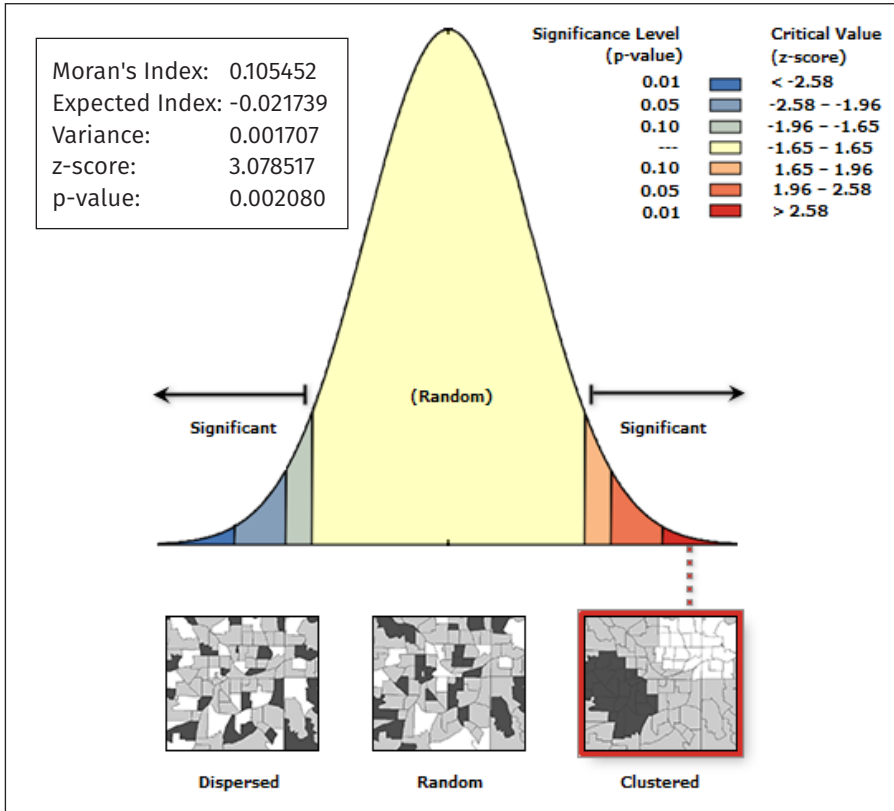 Moran's Index: 0.105452
Expected Index: -0.021739
Variance: 0.001707
z-score: 3.078517
p-value: 0.002080
Significance Level (p-value) Critical Value (z-score)
0.01 < -2.58
0.05 -2.58 – -1.96
0.10 -1.96 – -1.65
--- -1.65 – 1.65
0.10 1.65 – 1.96
0.05 1.96 – 2.58
0.01 > 2.58
(Random)
Significant Significant
Dispersed Random Clustered